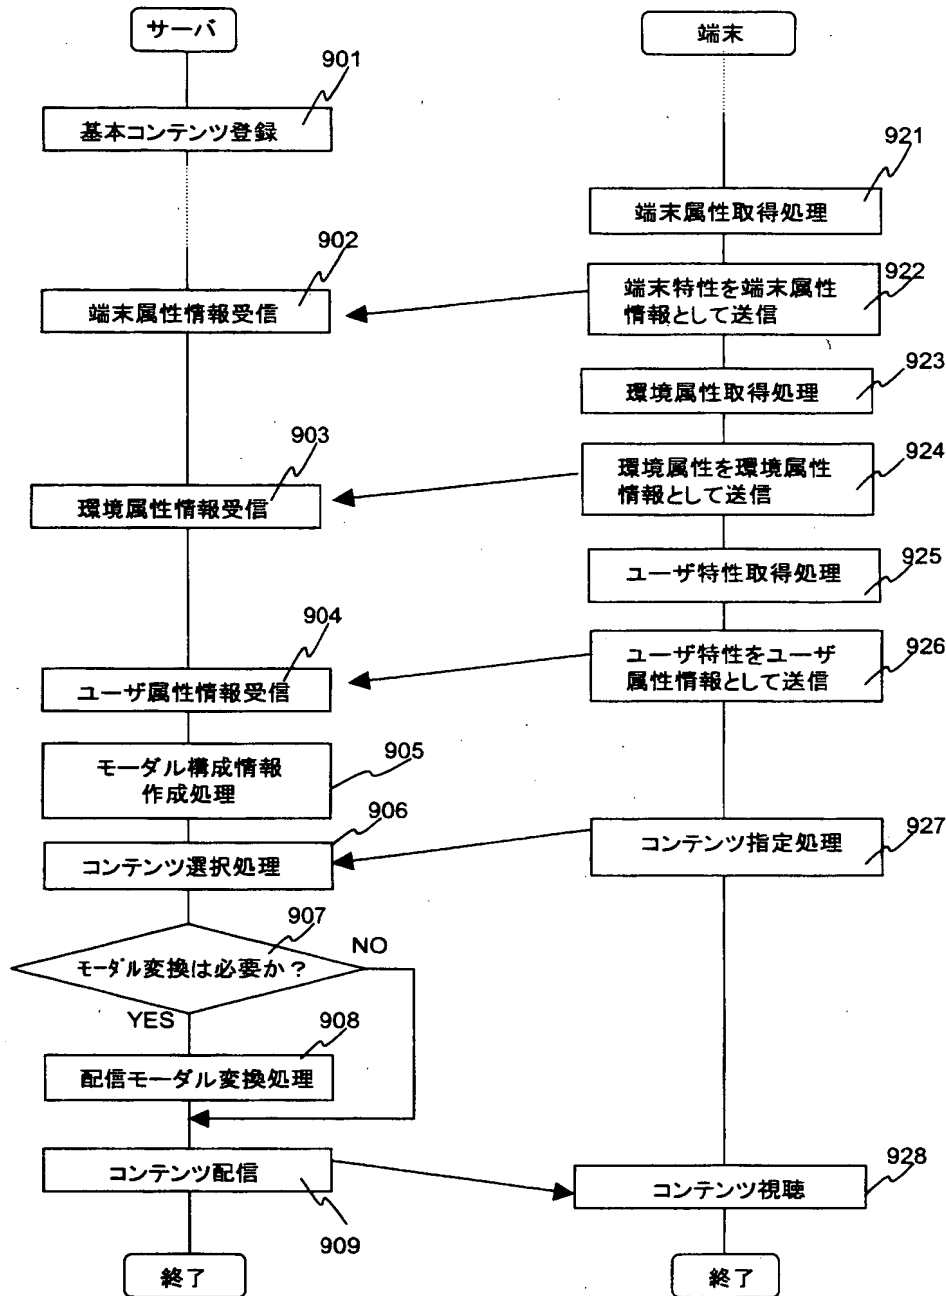 サーバ
901
基本コンテンツ登録
902
端末属性情報受信
903
環境属性情報受信
904
ユーザ属性情報受信
905
モーダル構成情報
作成処理
906
コンテンツ選択処理
907
モーダル変換は必要か？
NO
YES
908
配信モーダル変換処理
コンテンツ配信
909
終了
端末
921
端末属性取得処理
922
端末特性を端末属性
情報として送信
923
環境属性取得処理
924
環境属性を環境属性
情報として送信
925
ユーザ特性取得処理
926
ユーザ特性をユーザ
属性情報として送信
927
コンテンツ指定処理
928
コンテンツ視聴
終了